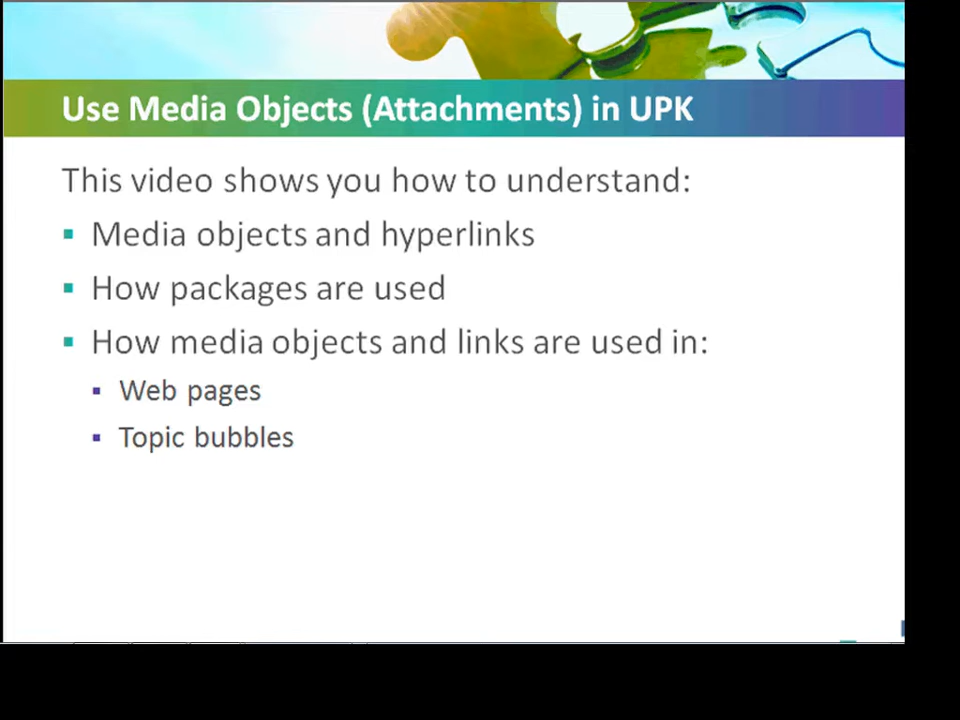 Use Media Objects (Attachments) in UPK
This video shows you how to understand:
▪ Media objects and hyperlinks
▪ How packages are used
▪ How media objects and links are used in:
▪ Web pages
▪ Topic bubbles